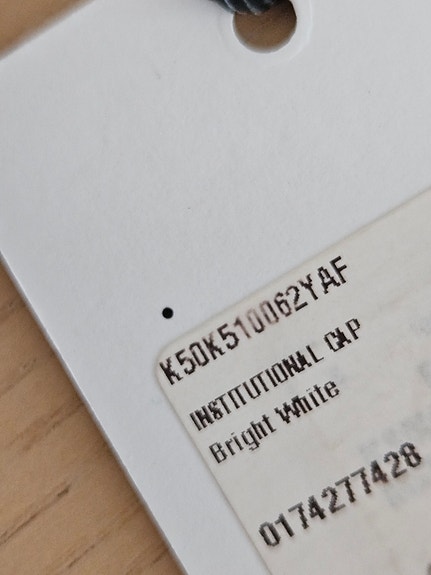 K50K510062YAF
INSTITUTIONAL CAP
Bright White
0174277428